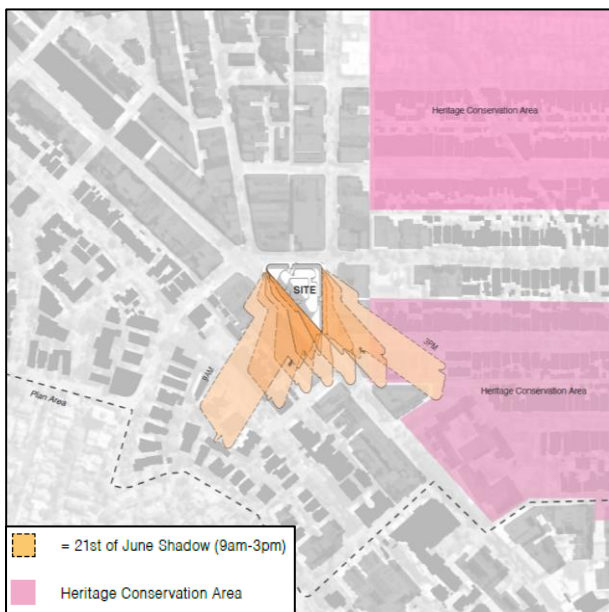 Heritage Conservation Area
SITE
9AM
3PM
Heritage Conservation Area
Plan Area
= 21st of June Shadow (9am-3pm)
Heritage Conservation Area